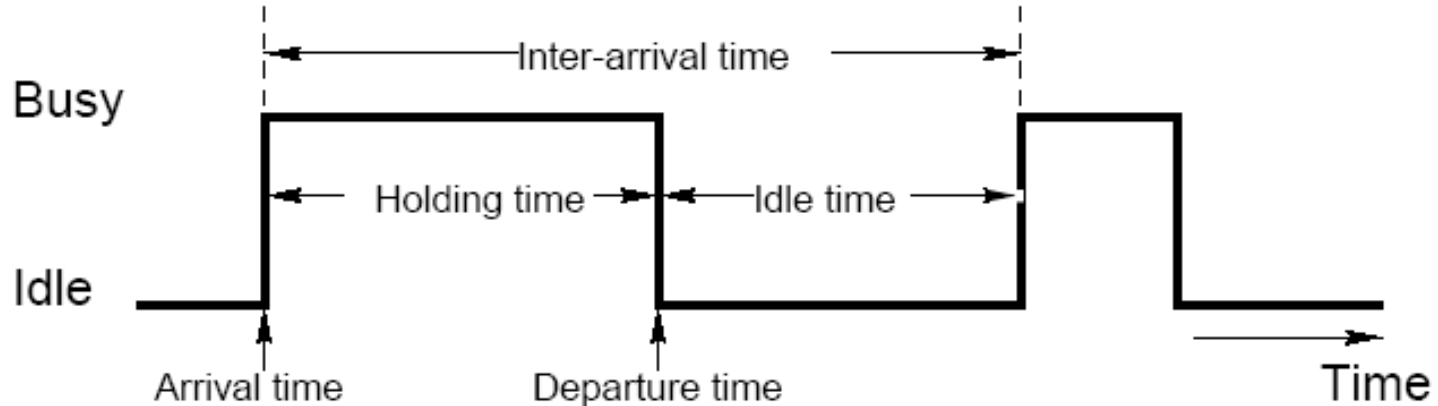 Inter-arrival time
Busy
Holding time
Idle time
Idle
Arrival time
Departure time
Time